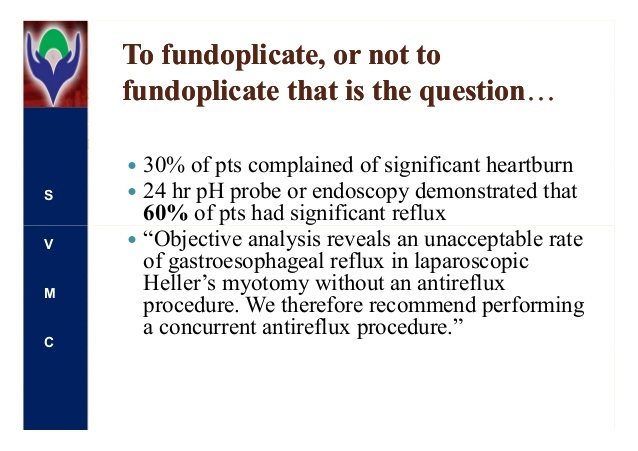 To fundoplicate, or not to
fundoplicate that is the question…
• 30% of pts complained of significant heartburn
• 24 hr pH probe or endoscopy demonstrated that
60% of pts had significant reflux
• “Objective analysis reveals an unacceptable rate
of gastroesophageal reflux in laparoscopic
Heller’s myotomy without an antireflux
procedure. We therefore recommend performing
a concurrent antireflux procedure.”
S
V
M
C